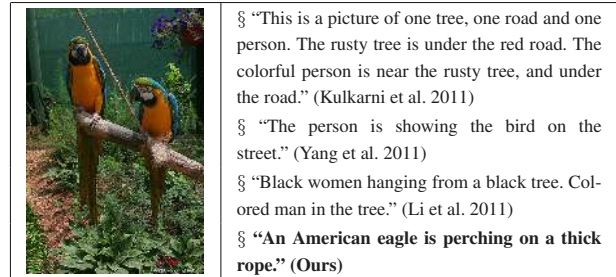 § “This is a picture of one tree, one road and one
person. The rusty tree is under the red road. The
colorful person is near the rusty tree, and under
the road.” (Kulkarni et al. 2011)
§ “The person is showing the bird on the
street.” (Yang et al. 2011)
§ “Black women hanging from a black tree. Col-
ored man in the tree.” (Li et al. 2011)
§ “An American eagle is perching on a thick
rope.” (Ours)